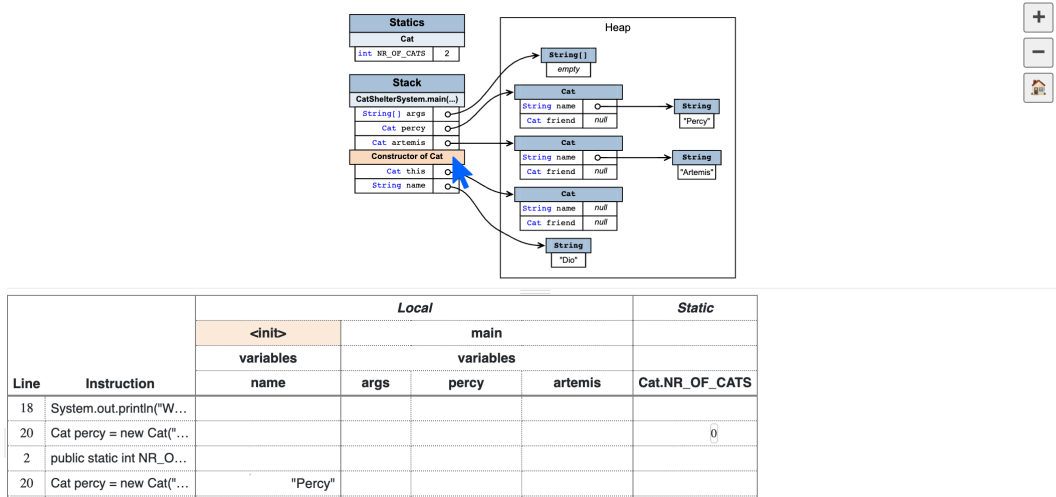 Statics
Heap
Cat
int NR_OF_CATS 2
String[]
empty
Stack
CatShelterSystem.main(...)
String[] args
Cat percy
Cat artemis
Constructor of Cat
Cat this
String name
Cat
String name
Cat friend null
String
"Percy"
Cat
String name
Cat friend null
String
"Artemis"
Cat
String name null
Cat friend null
String
"Dio"
Local Static
<init> main
variables variables
Line Instruction name args percy artemis Cat.NR_OF_CATS
18 System.out.println("W...
20 Cat percy = new Cat("... 0
2 public static int NR_O...
20 Cat percy = new Cat("... "Percy"